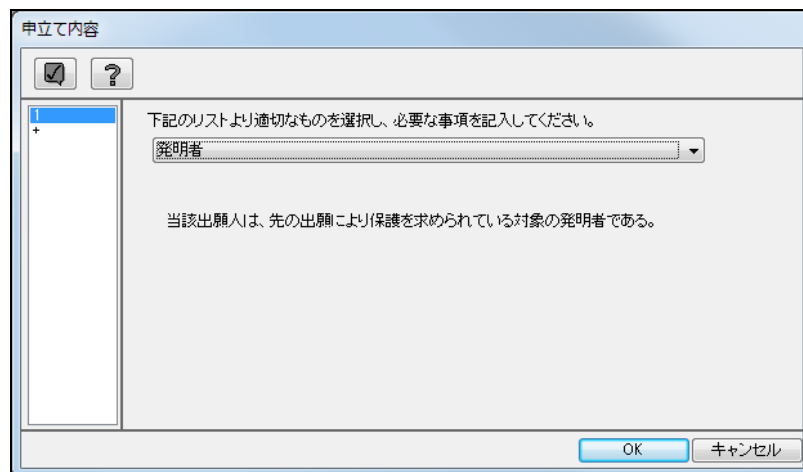 申立て内容
1
+
下記のリストより適切なものを選択し、必要な事項を記入してください。
発明者
当該出願人は、先の出願により保護を求められている対象の発明者である。
OK
キャンセル